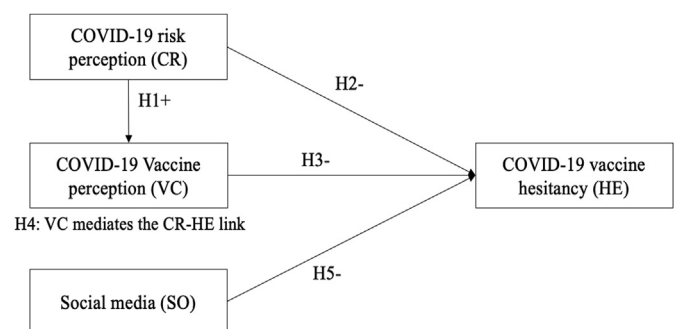 COVID-19 risk
perception (CR)
H1+
H2-
COVID-19 Vaccine
perception (VC)
H3-
COVID-19 vaccine
hesitancy (HE)
H4: VC mediates the CR-HE link
H5-
Social media (SO)